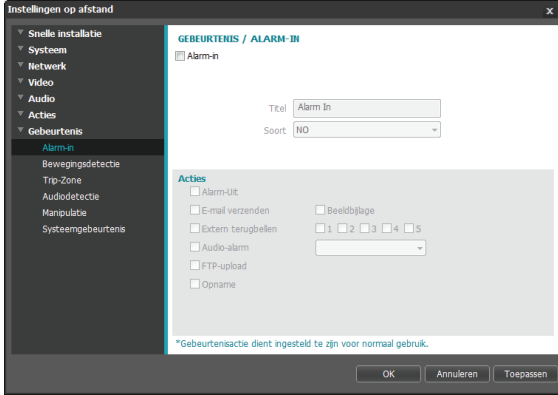 Instellingen op afstand
x
Snelle installatie
Systeem
Netwerk
Video
Audio
Acties
Gebeurtenis
Alarm-in
Bewegingsdetectie
Trip-Zone
Audiodetectie
Manipulatie
Systeemgebeurtenis
GEBEURTENIS / ALARM-IN
Alarm-in
Titel Alarm In
Soort NO
Acties
Alarm-Uit
E-mail verzenden Beeldbijlage
Extern terugbellen 1 2 3 4 5
Audio-alarm
FTP-upload
Opname
*Gebeurtenisactie dient ingesteld te zijn voor normaal gebruik.
OK Annuleren Toepassen